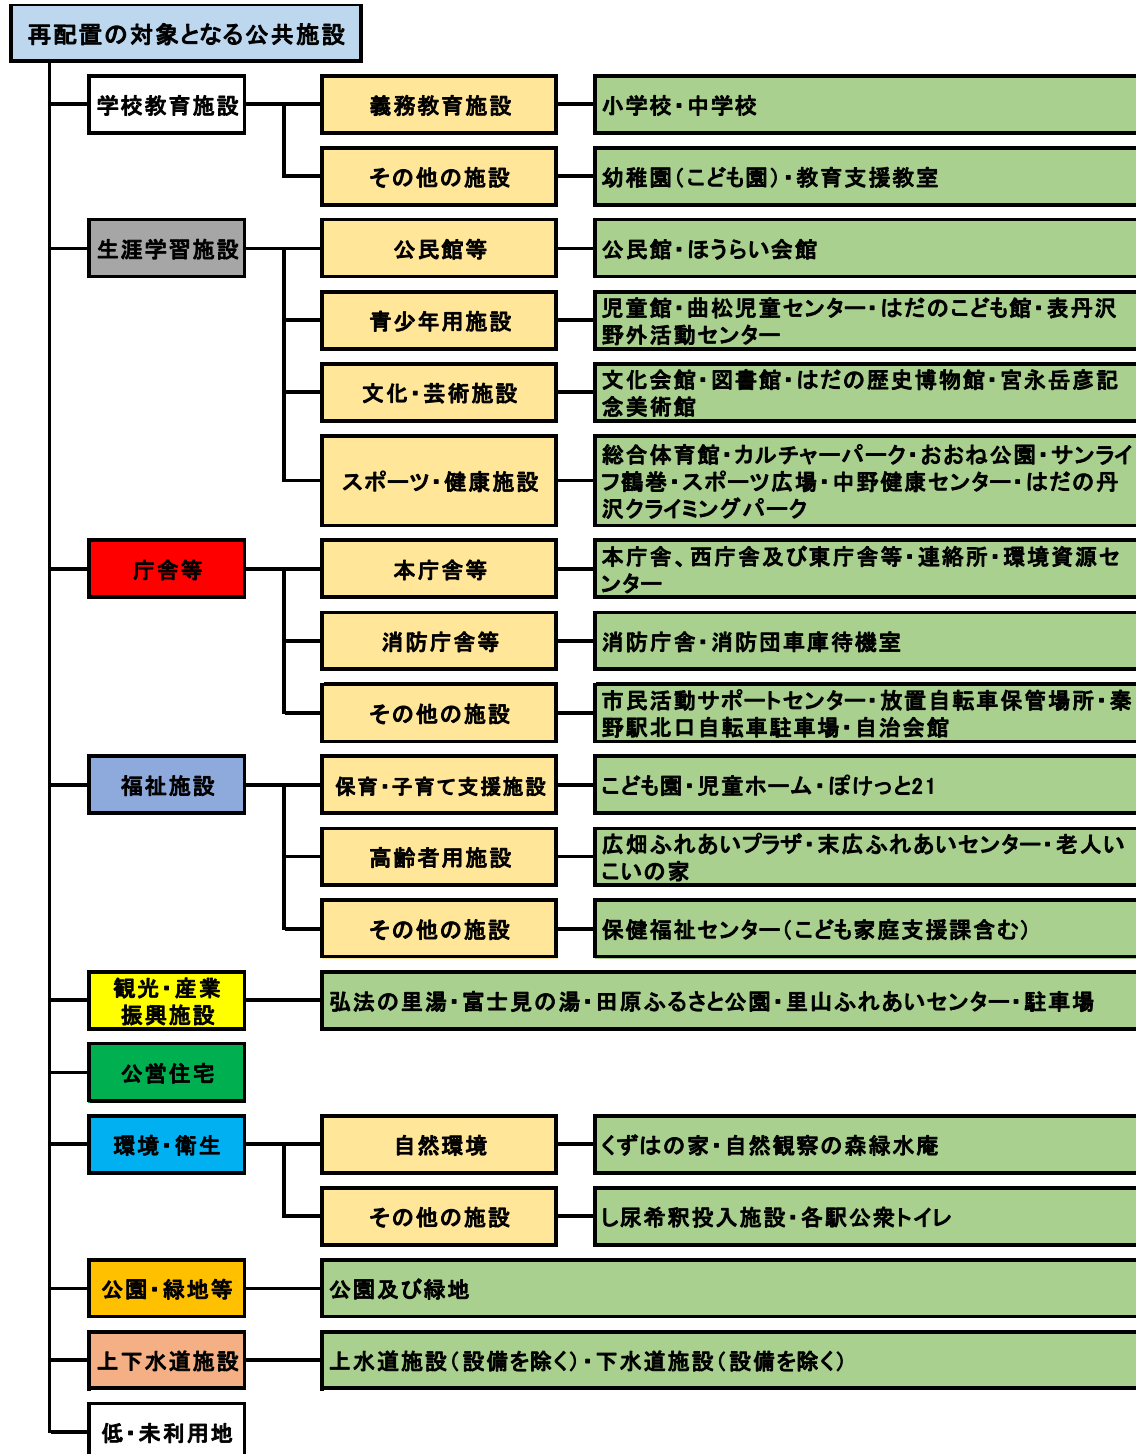 再配置の対象となる公共施設
学校教育施設
義務教育施設
小学校・中学校
その他の施設
幼稚園(こども園)・教育支援教室
生涯学習施設
公民館等
公民館・ほうらい会館
青少年用施設
児童館・曲松児童センター・はだのこども館・表丹沢
野外活動センター
文化・芸術施設
文化会館・図書館・はだの歴史博物館・宮永岳彦記
念美術館
スポーツ・健康施設
総合体育館・カルチャーパーク・おおね公園・サンライ
フ鶴巻・スポーツ広場・中野健康センター・はだの丹
沢クライミングパーク
庁舎等
本庁舎等
本庁舎、西庁舎及び東庁舎等・連絡所・環境資源セ
ンター
消防庁舎等
消防庁舎・消防団車庫待機室
その他の施設
市民活動サポートセンター・放置自転車保管場所・秦
野駅北口自転車駐車場・自治会館
福祉施設
保育・子育て支援施設
こども園・児童ホーム・ぽけっと21
高齢者用施設
広畑ふれあいプラザ・末広ふれあいセンター・老人い
こいの家
その他の施設
保健福祉センター(こども家庭支援課含む)
観光・産業
振興施設
弘法の里湯・富士見の湯・田原ふるさと公園・里山ふれあいセンター・駐車場
公営住宅
環境・衛生
自然環境
くずはの家・自然観察の森緑水庵
その他の施設
し尿希釈投入施設・各駅公衆トイレ
公園・緑地等
公園及び緑地
上下水道施設
上水道施設(設備を除く)・下水道施設(設備を除く)
低・未利用地